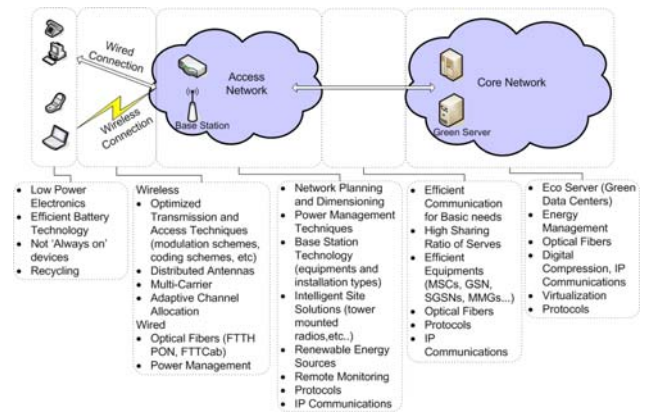 Wired
Connection
Wireless
Connection
Access
Network
Base Station
Core Network
Green Server
• Low Power
Electronics
• Efficient Battery
Technology
• Not ‘Always on’
devices
• Recycling
Wireless
• Optimized
Transmission and
Access Techniques
(modulation schemes,
coding schemes, etc)
• Distributed Antennas
• Multi-Carrier
• Adaptive Channel
Allocation
Wired
• Optical Fibers (FTTH
PON, FTTCab)
• Power Management
• Network Planning
and Dimensioning
• Power Management
Techniques
• Base Station
Technology
(equipments and
installation types)
• Intelligent Site
Solutions (tower
mounted
radios,etc..)
• Renewable Energy
Sources
• Remote Monitoring
• Protocols
• IP Communications
• Efficient
Communication
for Basic needs
• High Sharing
Ratio of Serves
• Efficient
Equipments
(MSCs, GSN,
SGSNs, MMGs...)
• Optical Fibers
• Protocols
• IP
Communications
• Eco Server (Green
Data Centers)
• Energy
Management
• Optical Fibers
• Digital
Compression, IP
Communications
• Virtualization
• Protocols